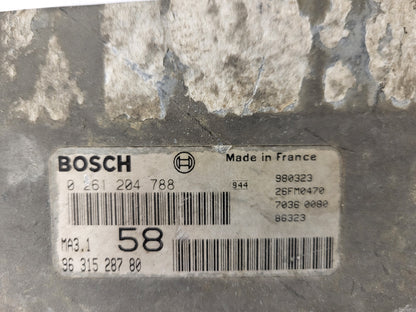 BOSCH Made in France
0 261 204 788 944 980323
26FM0470
7036 0080
86323
MA3.1 58
96 315 287 80